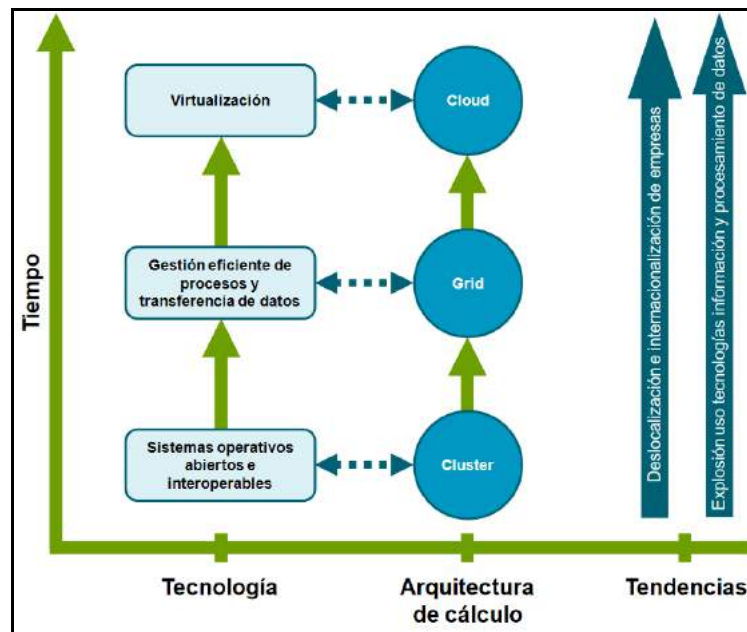 Virtualización
Cloud
Gestión eficiente de
procesos y
transferencia de datos
Grid
Sistemas operativos
abiertos e
interoperables
Cluster
Deslocalización e internacionalización de empresas
Explosión uso tecnologías información y procesamiento de datos
Tiempo
Tecnología
Arquitectura
de cálculo
Tendencias